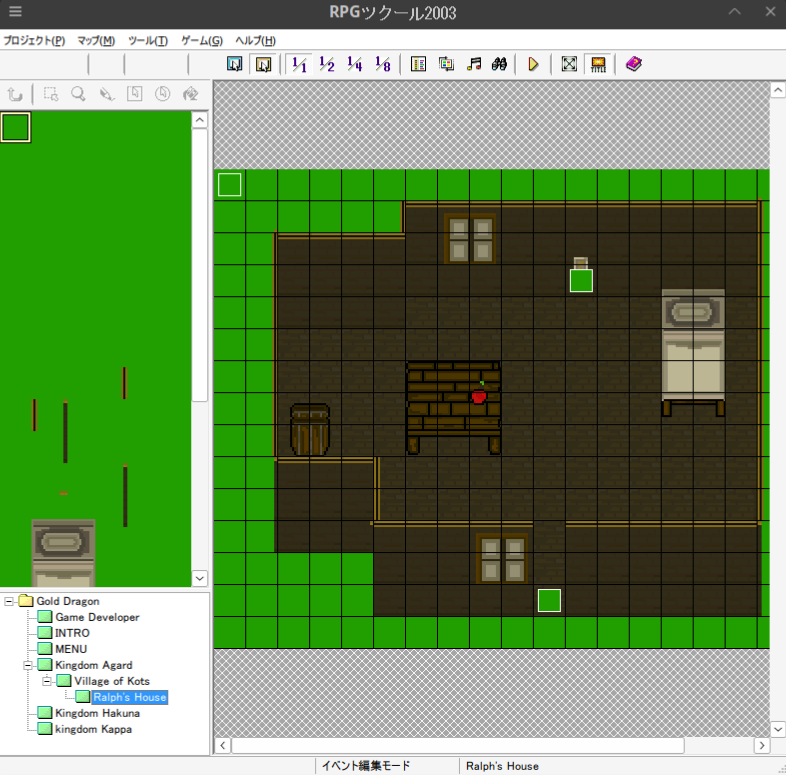 RPGツクール2003
プロジェクト(P) マップ(M) ツール(T) ゲーム(G) ヘルプ(H)
1/1 1/2 1/4 1/8
Gold Dragon
Game Developer
INTRO
MENU
Kingdom Agard
Village of Kots
Ralph's House
Kingdom Hakuna
kingdom Kappa
イベント編集モード Ralph's House